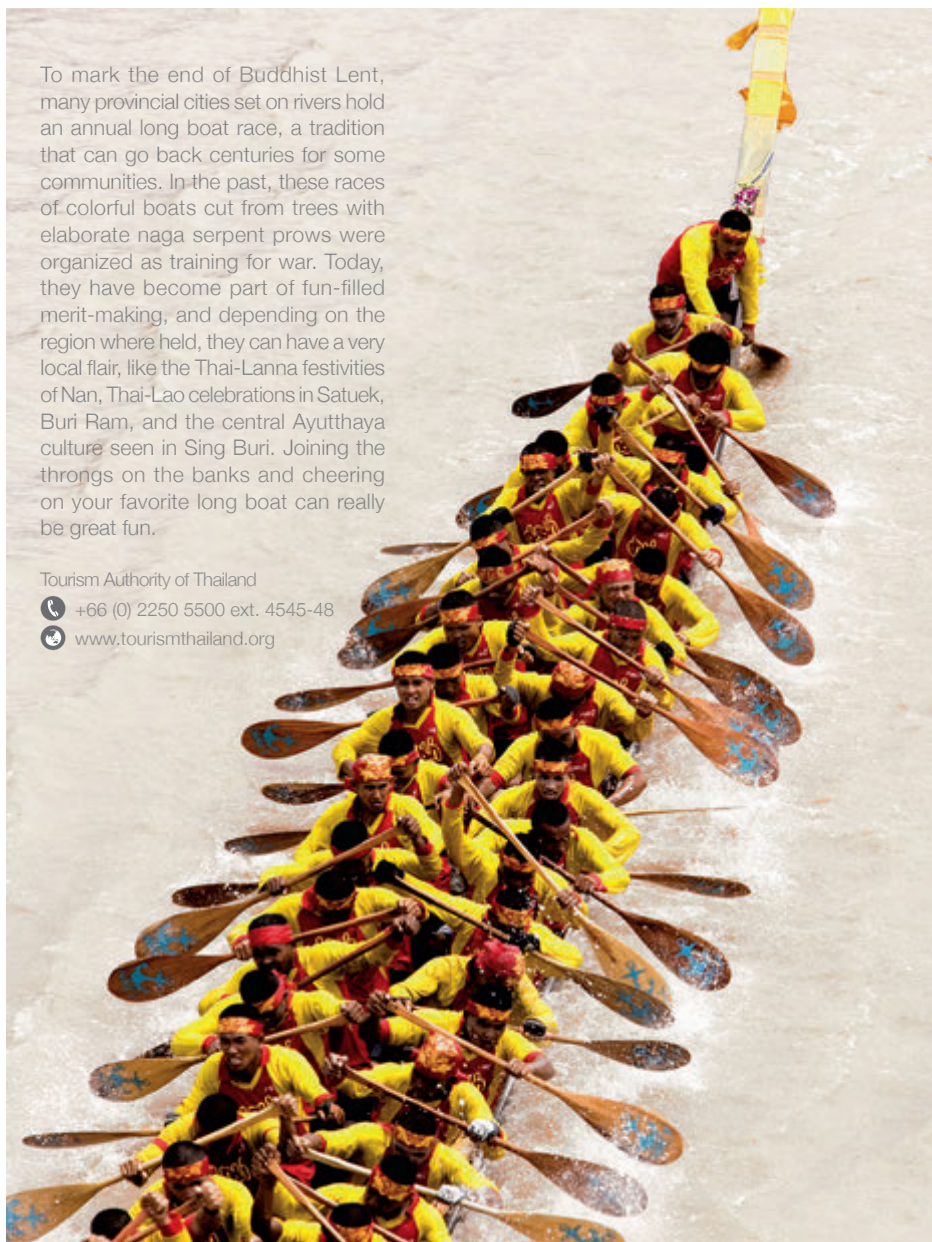 To mark the end of Buddhist Lent,
many provincial cities set on rivers hold
an annual long boat race, a tradition
that can go back centuries for some
communities. In the past, these races
of colorful boats cut from trees with
elaborate naga serpent prows were
organized as training for war. Today,
they have become part of fun-filled
merit-making, and depending on the
region where held, they can have a very
local flair, like the Thai-Lanna festivities
of Nan, Thai-Lao celebrations in Satuek,
Buri Ram, and the central Ayutthaya
culture seen in Sing Buri. Joining the
throngs on the banks and cheering
on your favorite long boat can really
be great fun.
Tourism Authority of Thailand
+66 (0) 2250 5500 ext. 4545-48
www.tourismthailand.org